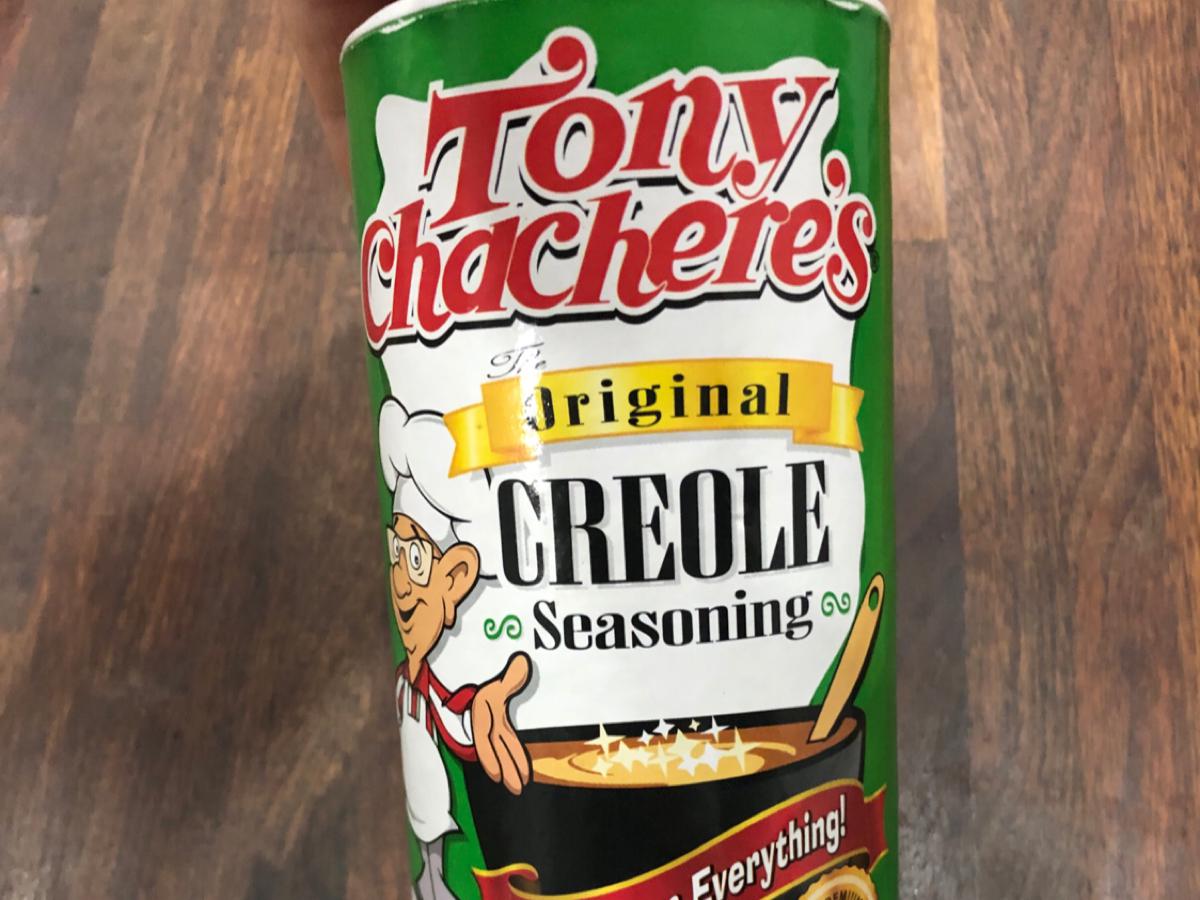 Tony
Chachere's®
The
Original
CREOLE
Seasoning
Everything!